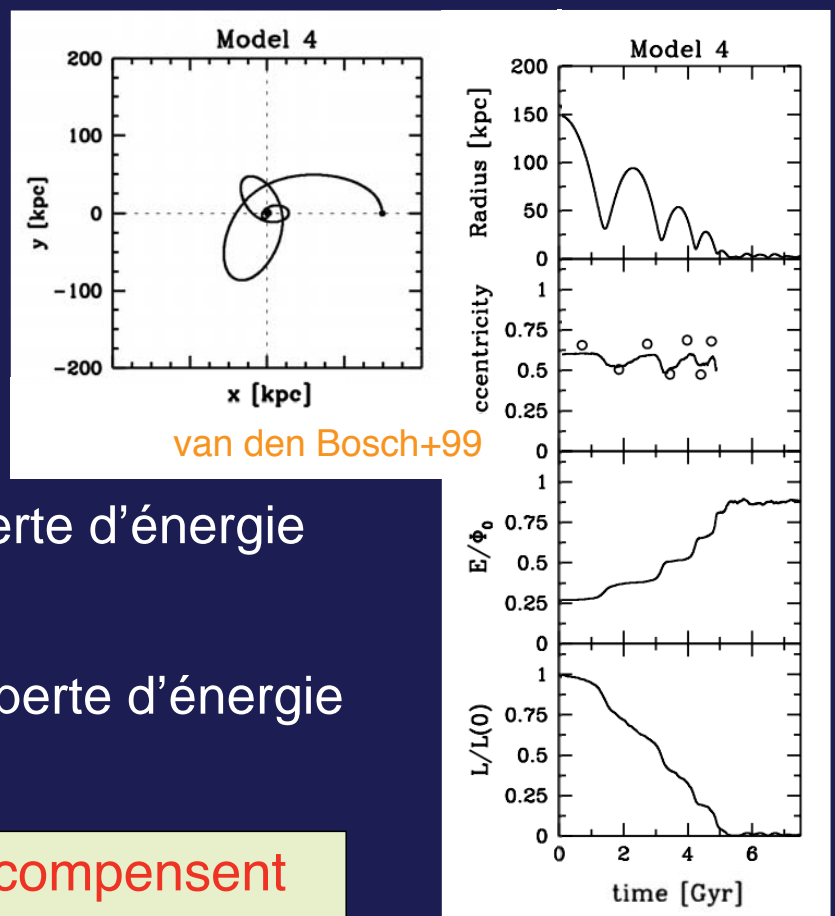 Model 4
200
100
0
-100
-200
y [kpc]
x [kpc]
van den Bosch+99
erte d'énergie
perte d'énergie
compensent
Model 4
200
150
100
50
0
Radius [kpc]
1
0.75
0.5
0.25
0
ccentricity
1
0.75
0.5
0.25
0
E/Φ₀
1
0.75
0.5
0.25
0
L/L(0)
0 2 4 6
time [Gyr]